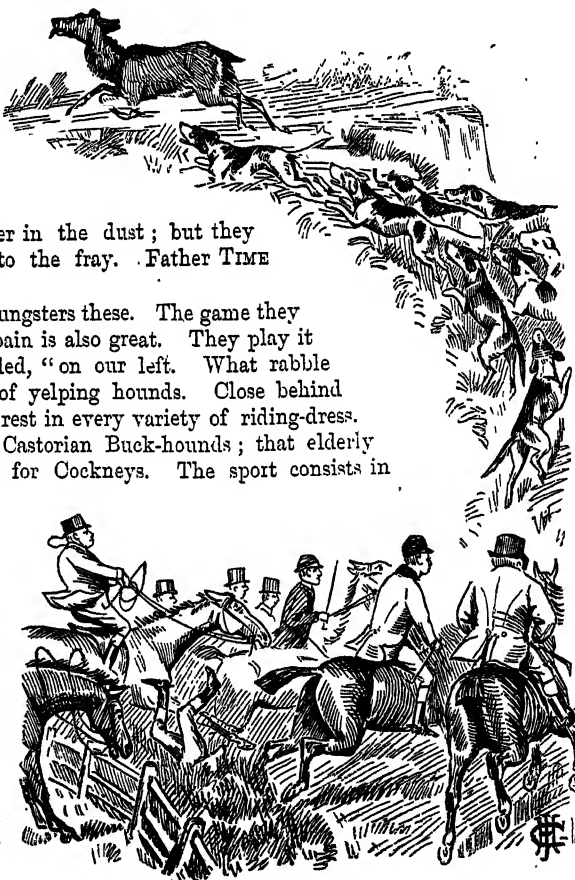 er in the dust ; but they
to the fray. Father TIME
ungsters these. The game they
pain is also great. They play it
led, “on our left. What rabble
of yelping hounds. Close behind
rest in every variety of riding-dress.
Castorian Buck-hounds ; that elderly
for Cockneys. The sport consists in